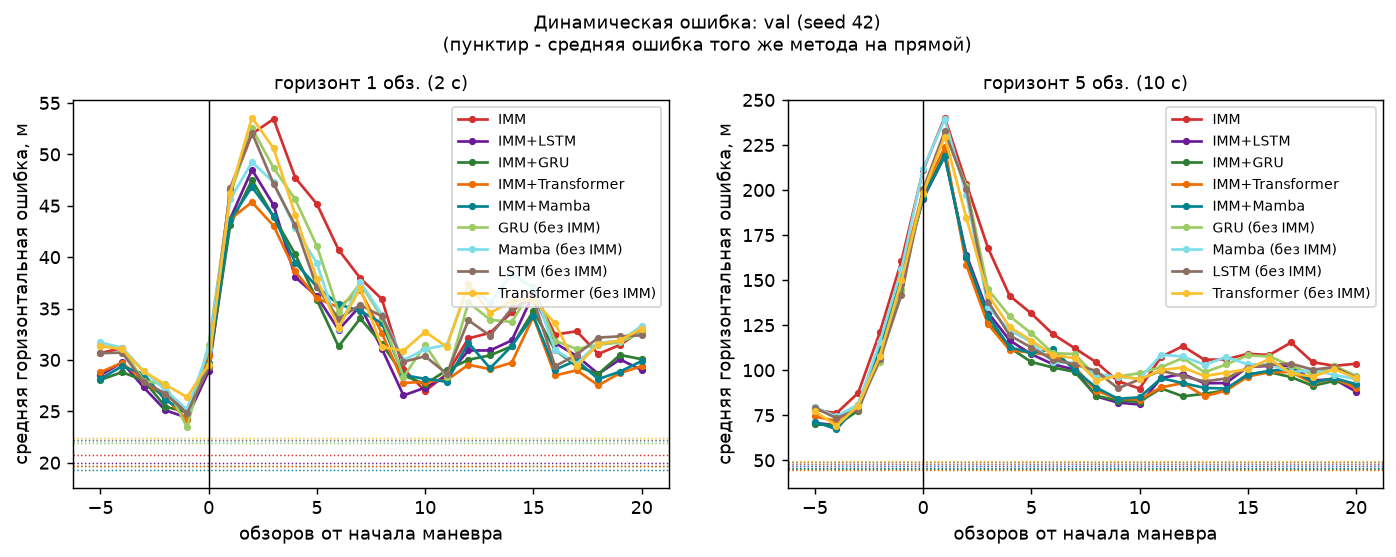 Динамическая ошибка: val (seed 42)
(пунктир - средняя ошибка того же метода на прямой)
горизонт 1 обз. (2 с)
средняя горизонтальная ошибка, м
55
50
45
40
35
30
25
20
−5
0
5
10
15
20
обзоров от начала маневра
IMM
IMM+LSTM
IMM+GRU
IMM+Transformer
IMM+Mamba
GRU (без IMM)
Mamba (без IMM)
LSTM (без IMM)
Transformer (без IMM)
горизонт 5 обз. (10 с)
средняя горизонтальная ошибка, м
250
225
200
175
150
125
100
75
50
−5
0
5
10
15
20
обзоров от начала маневра
IMM
IMM+LSTM
IMM+GRU
IMM+Transformer
IMM+Mamba
GRU (без IMM)
Mamba (без IMM)
LSTM (без IMM)
Transformer (без IMM)